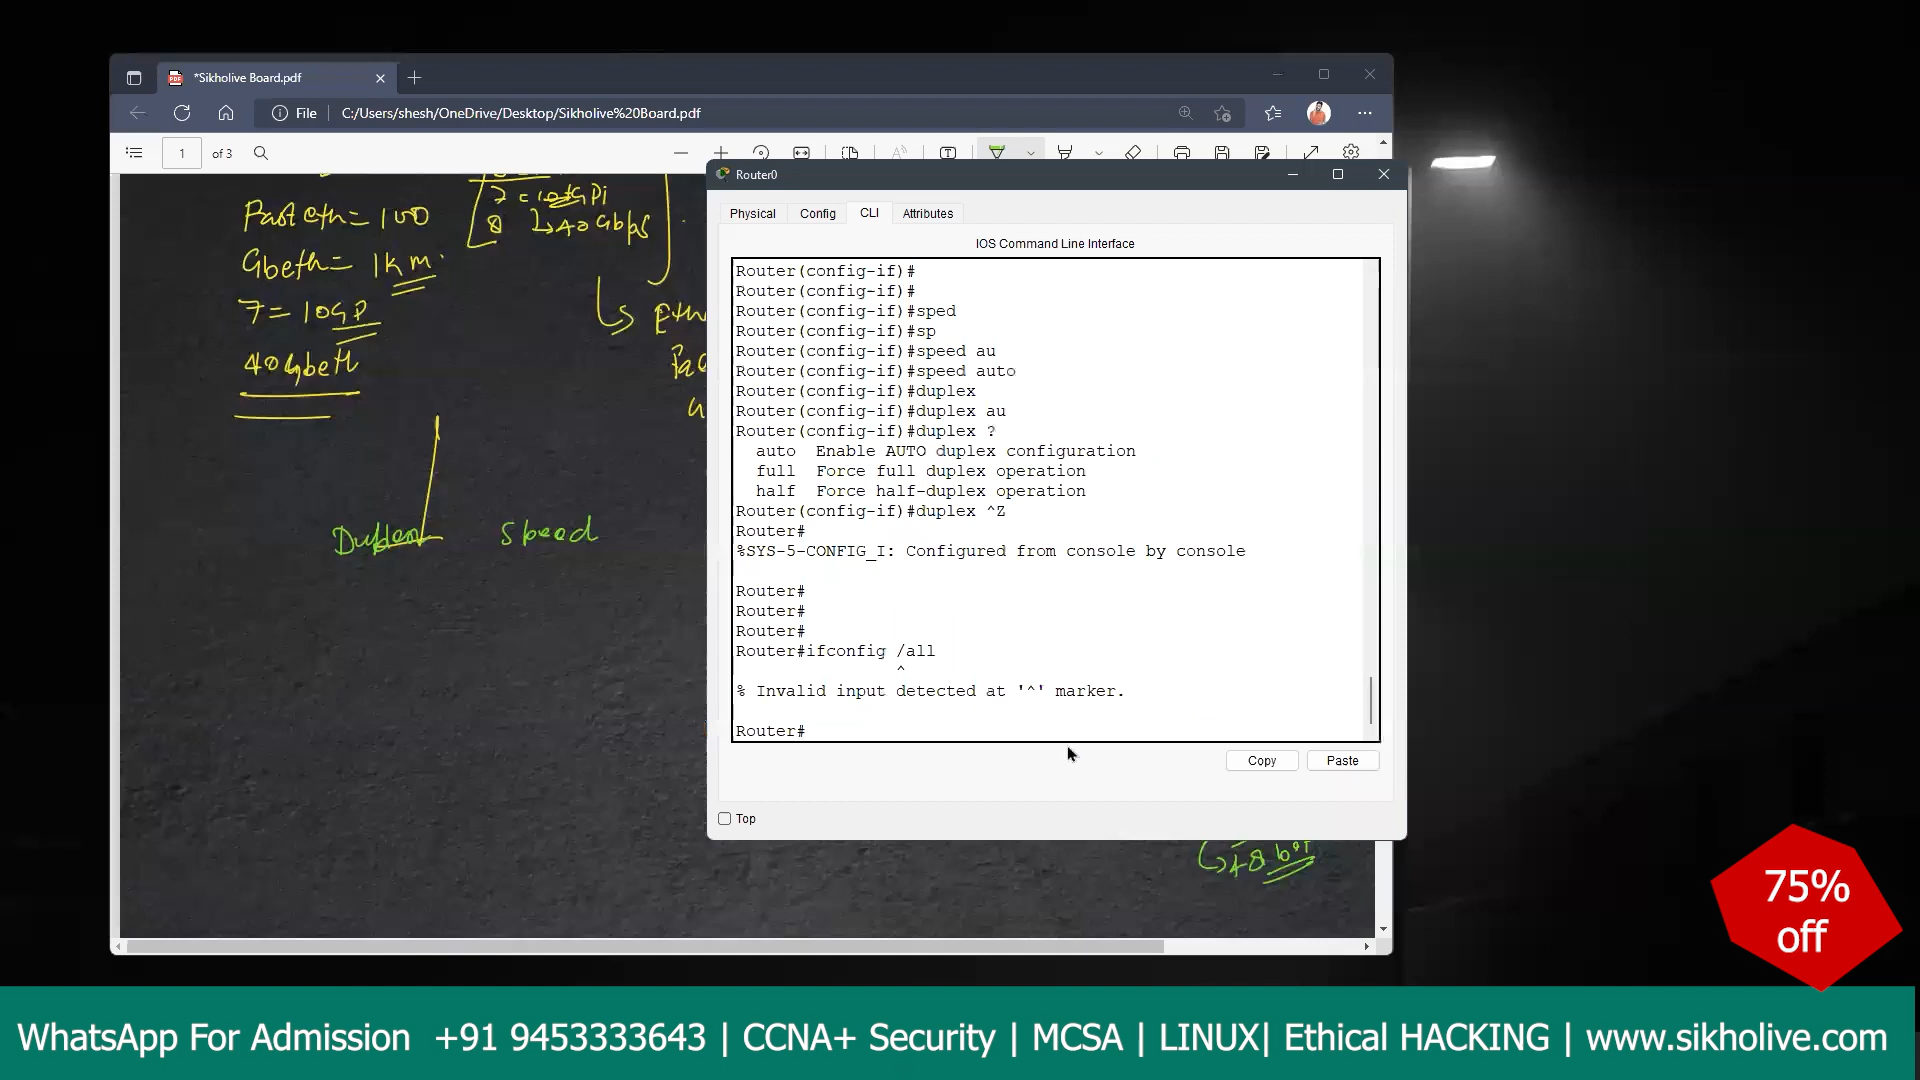 *Sikholive Board.pdf
File
C:/Users/shesh/OneDrive/Desktop/Sikholive%20Board.pdf
1
of 3
Fast eth = 100
Gbeth = 1km.
7 = 10GP
40Gbeth
8 ↳40Gbps
Duplex
Speed
Router0
Physical
Config
CLI
Attributes
IOS Command Line Interface
Router(config-if)#
Router(config-if)#
Router(config-if)#sped
Router(config-if)#sp
Router(config-if)#speed au
Router(config-if)#speed auto
Router(config-if)#duplex
Router(config-if)#duplex au
Router(config-if)#duplex ?
auto Enable AUTO duplex configuration
full Force full duplex operation
half Force half-duplex operation
Router(config-if)#duplex ^Z
Router#
%SYS-5-CONFIG_I: Configured from console by console
Router#
Router#
Router#
Router#ifconfig /all
^
% Invalid input detected at '^' marker.
Router#
Copy
Paste
Top
75%
off
WhatsApp For Admission +91 9453333643 | CCNA+ Security | MCSA | LINUX| Ethical HACKING | www.sikholive.com